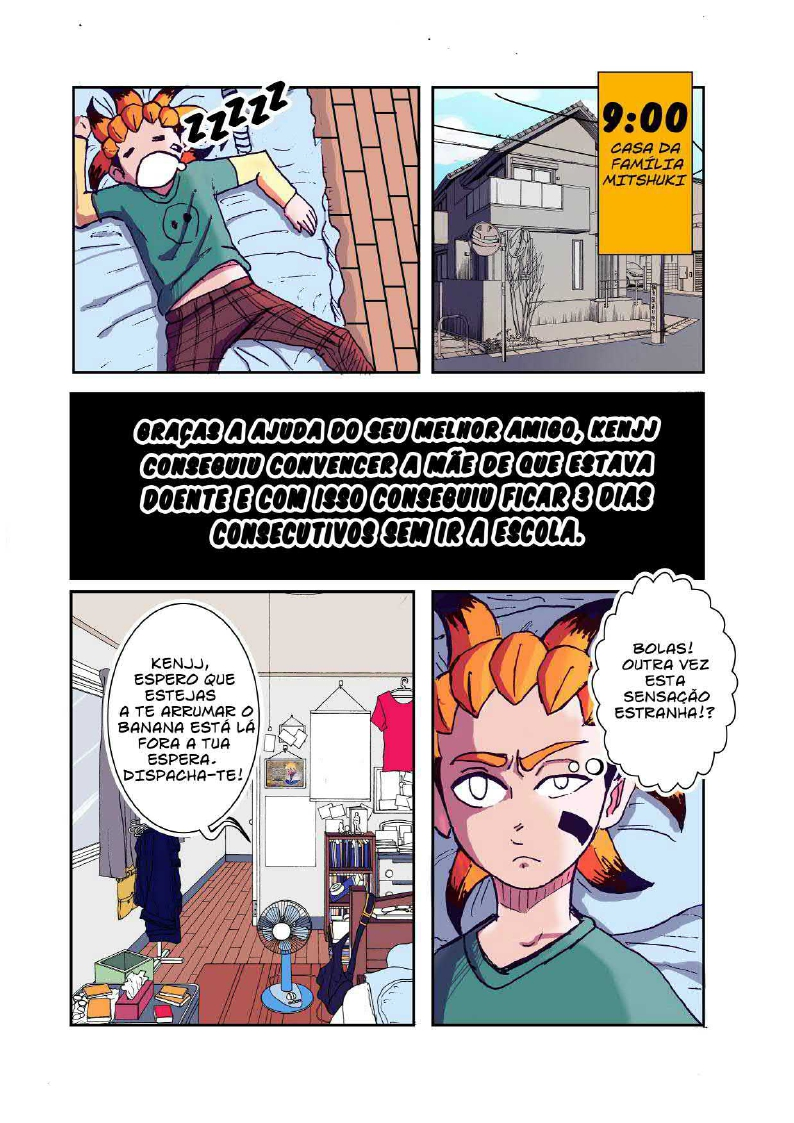 ZZZZZ
9:00
CASA DA
FAMÍLIA
MITSHUKI
GRAÇAS A AJUDA DO SEU MELHOR AMIGO, KENJJ
CONSEGUIU CONVENCER A MÃE DE QUE ESTAVA
DOENTE E COM ISSO CONSEGUIU FICAR 3 DIAS
CONSECUTIVOS SEM IR A ESCOLA.
KENJJ,
ESPERO QUE
ESTEJAS
A TE ARRUMAR O
BANANA ESTÁ LÁ
FORA A TUA
ESPERA.
DISPACHA-TE!
BOLAS!
OUTRA VEZ
ESTA
SENSAÇÃO
ESTRANHA!?